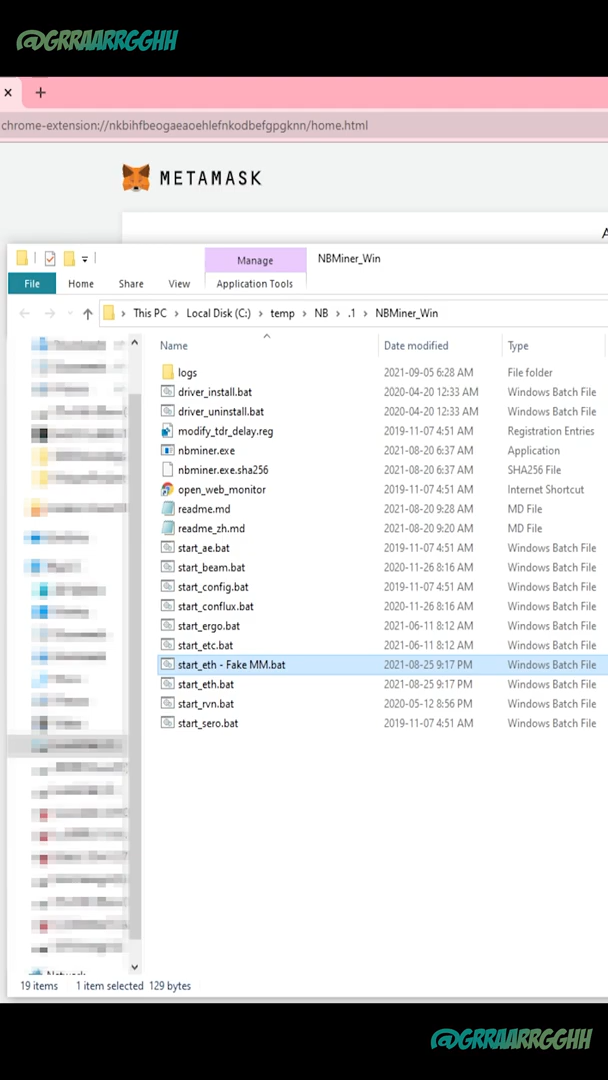 @GRRAARRGGHH
chrome-extension://nkbihfbeogaeaoehlefnkodbefgpgknn/home.html
METAMASK
A
Manage
NBMiner_Win
File
Home
Share
View
Application Tools
This PC > Local Disk (C:) > temp > NB > .1 > NBMiner_Win
Name Date modified Type
logs 2021-09-05 6:28 AM File folder
driver_install.bat 2020-04-20 12:33 AM Windows Batch File
driver_uninstall.bat 2020-04-20 12:33 AM Windows Batch File
modify_tdr_delay.reg 2019-11-07 4:51 AM Registration Entries
nbminer.exe 2021-08-20 6:37 AM Application
nbminer.exe.sha256 2021-08-20 6:37 AM SHA256 File
open_web_monitor 2019-11-07 4:51 AM Internet Shortcut
readme.md 2021-08-20 9:28 AM MD File
readme_zh.md 2021-08-20 9:20 AM MD File
start_ae.bat 2019-11-07 4:51 AM Windows Batch File
start_beam.bat 2020-11-26 8:16 AM Windows Batch File
start_config.bat 2019-11-07 4:51 AM Windows Batch File
start_conflux.bat 2020-11-26 8:16 AM Windows Batch File
start_ergo.bat 2021-06-11 8:12 AM Windows Batch File
start_etc.bat 2021-06-11 8:12 AM Windows Batch File
start_eth - Fake MM.bat 2021-08-25 9:17 PM Windows Batch File
start_eth.bat 2021-08-25 9:17 PM Windows Batch File
start_rvn.bat 2020-05-12 8:56 PM Windows Batch File
start_sero.bat 2019-11-07 4:51 AM Windows Batch File
Network
19 items 1 item selected 129 bytes
@GRRAARRGGHH